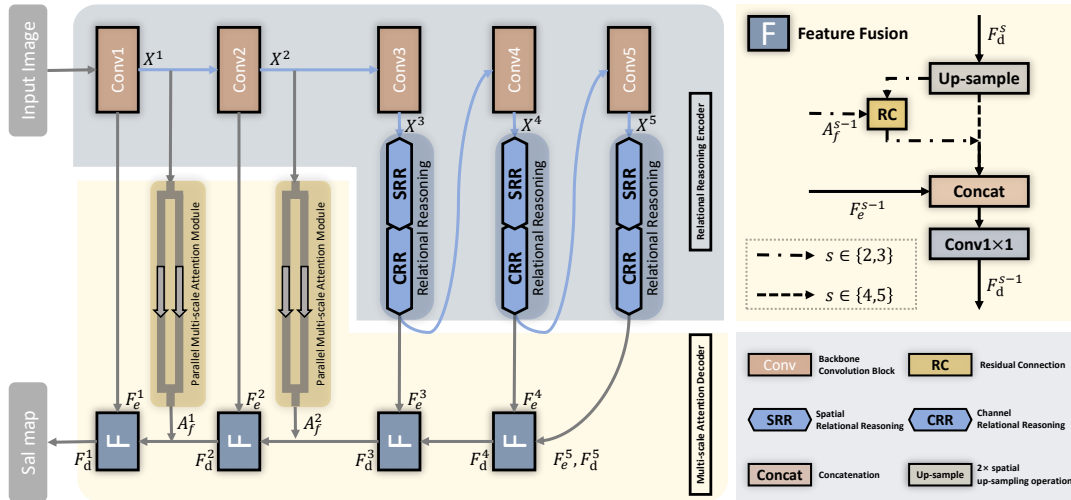 Input Image
Conv1
X^1
Conv2
X^2
Conv3
Conv4
Conv5
X^3
X^4
X^5
SRR
CRR
Relational Reasoning
SRR
CRR
Relational Reasoning
SRR
CRR
Relational Reasoning
Relational Reasoning Encoder
Parallel Multi-scale Attention Module
Parallel Multi-scale Attention Module
Multi-scale Attention Decoder
F_e^1
A_f^1
F_e^2
A_f^2
F_e^3
F_e^4
F_e^5, F_d^5
Sal map
F_d^1
F
F_d^2
F
F_d^3
F
F_d^4
F
F
Feature Fusion
F_d^s
Up-sample
RC
A_f^{s−1}
Concat
F_e^{s−1}
Conv1×1
F_d^{s−1}
s ∈ {2,3}
s ∈ {4,5}
Conv
Backbone
Convolution Block
RC
Residual Connection
SRR
Spatial
Relational Reasoning
CRR
Channel
Relational Reasoning
Concat
Concatenation
Up-sample
2× spatial
up-sampling operation